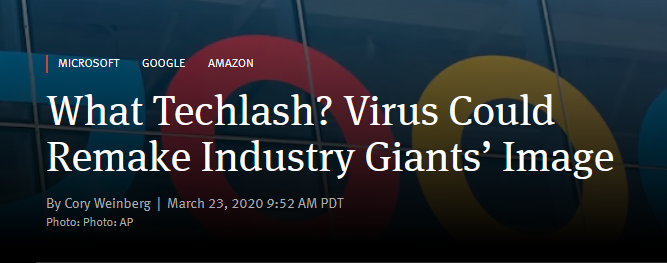 MICROSOFT GOOGLE AMAZON
What Techlash? Virus Could
Remake Industry Giants’ Image
By Cory Weinberg | March 23, 2020 9:52 AM PDT
Photo: Photo: AP